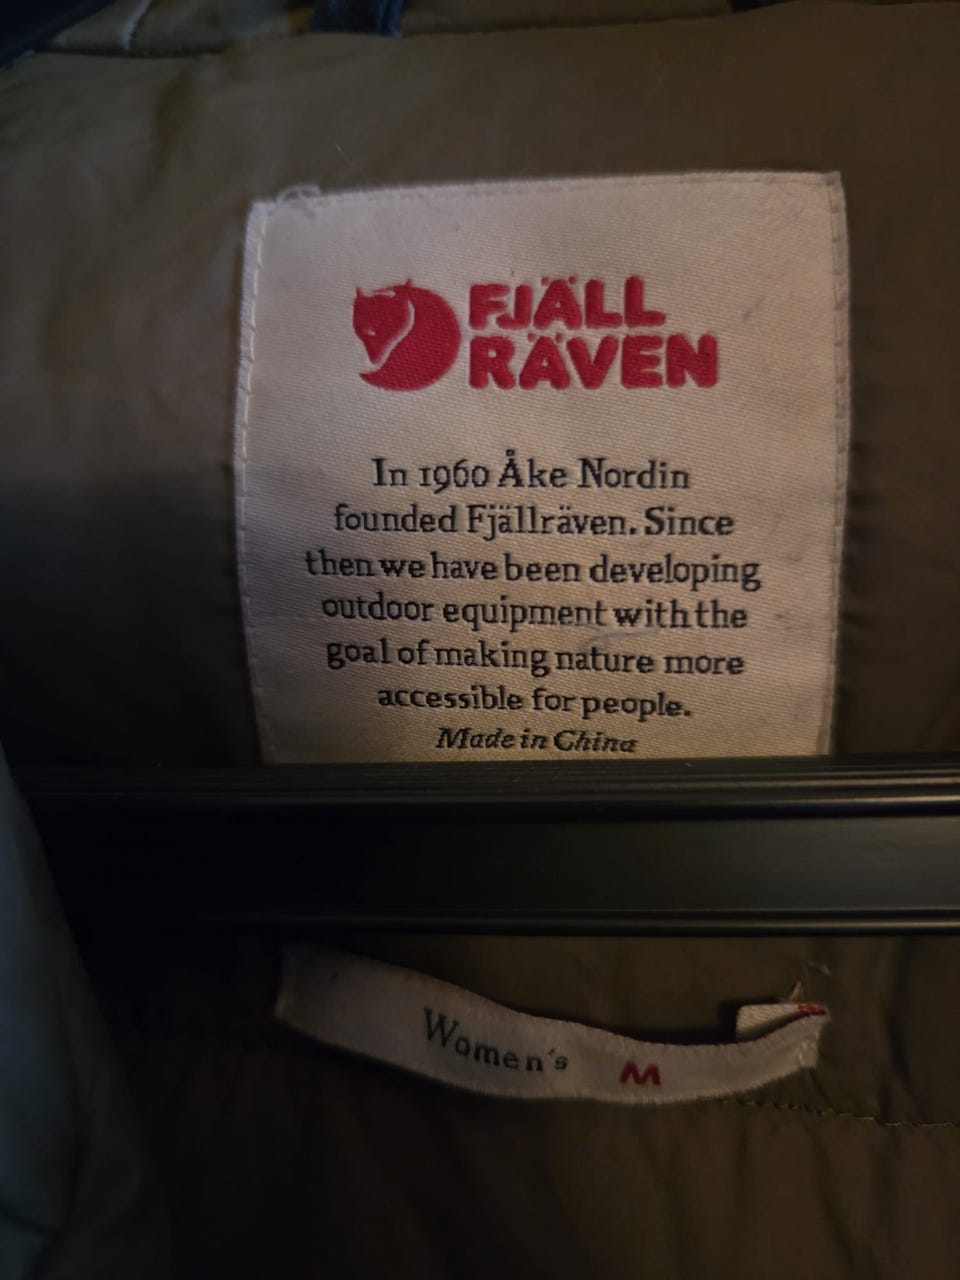 FJÄLL
RÄVEN
In 1960 Åke Nordin
founded Fjällräven. Since
then we have been developing
outdoor equipment with the
goal of making nature more
accessible for people.
Made in China
Women's M